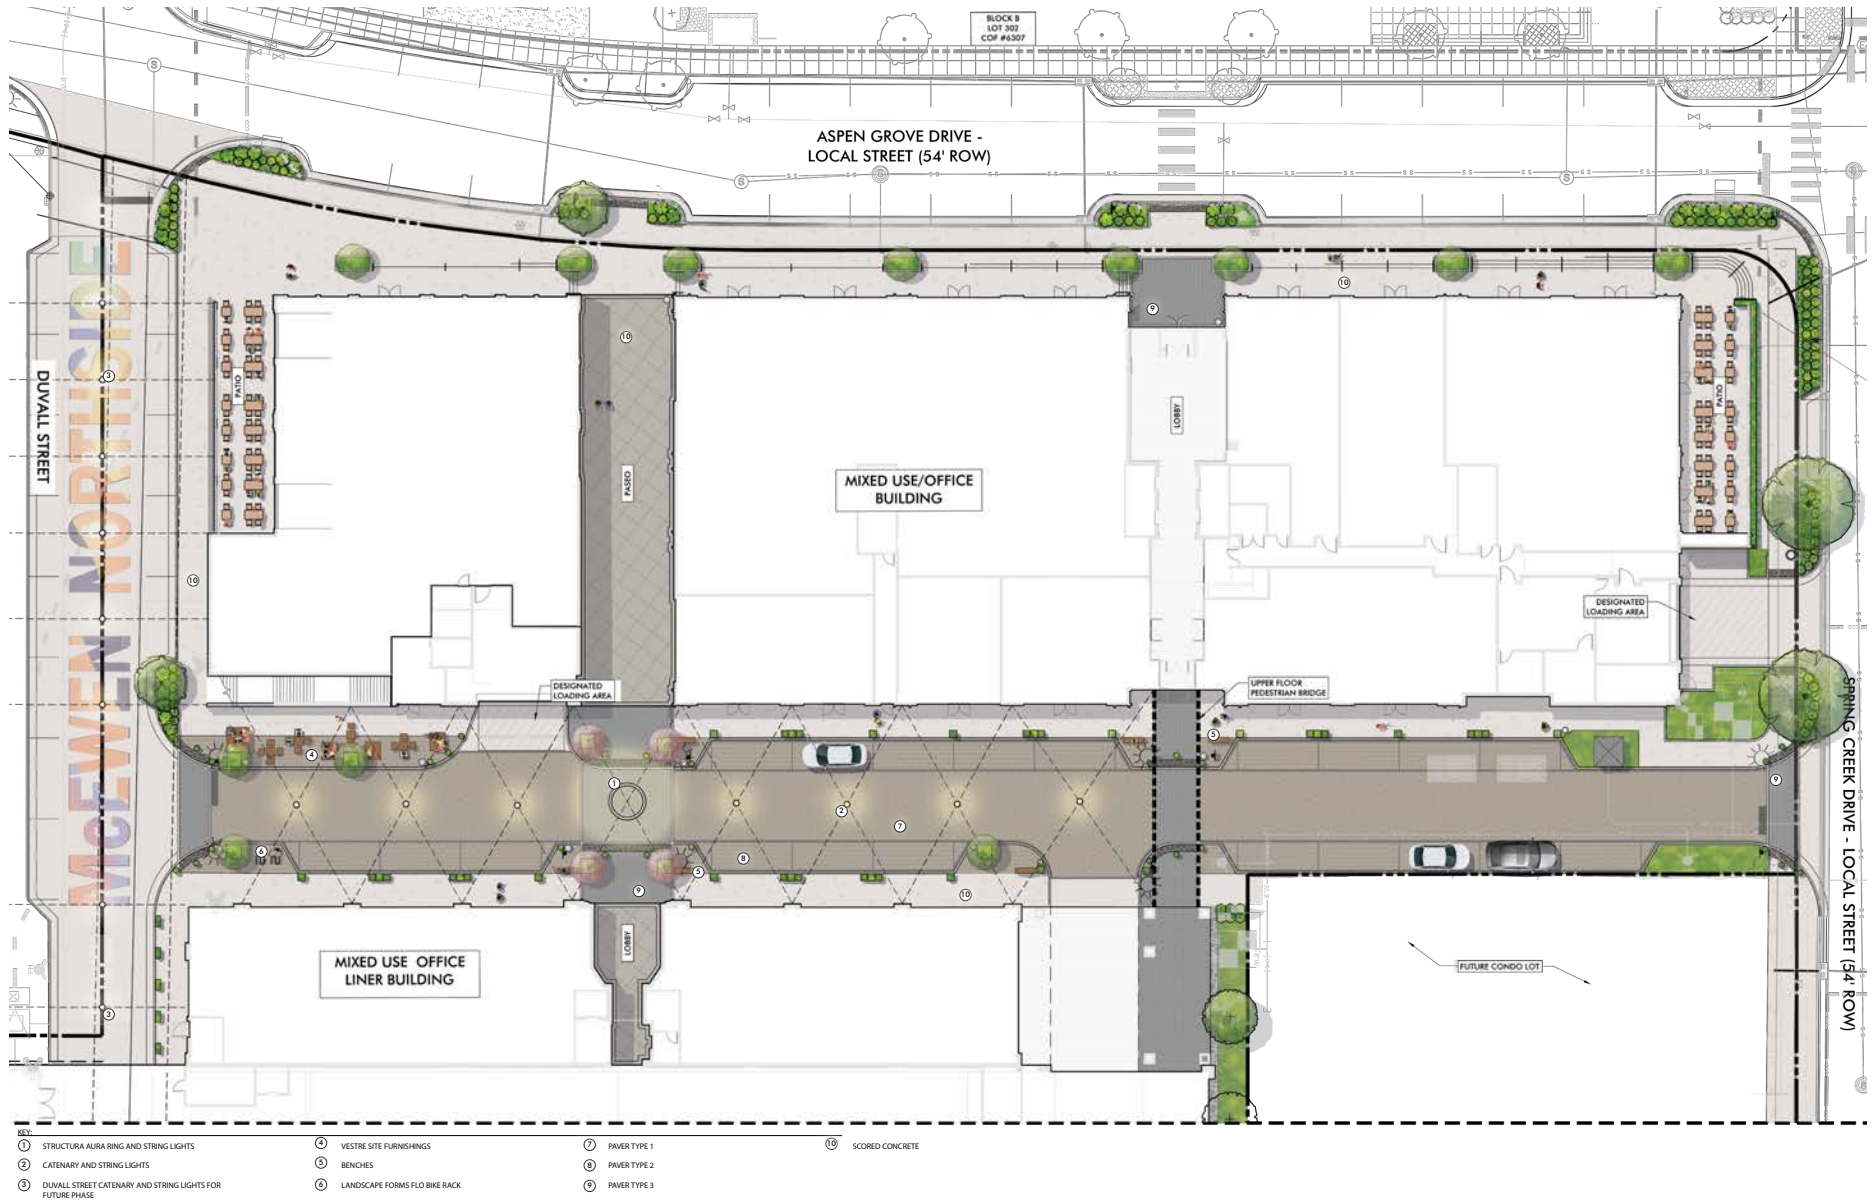 BLOCK B
LOT 302
COF #6307
ASPEN GROVE DRIVE -
LOCAL STREET (54' ROW)
DUVALL STREET
McEWEN NORTHSIDE
PATIO
PASEO
LOBBY
MIXED USE/OFFICE
BUILDING
PATIO
DESIGNATED
LOADING AREA
DESIGNATED
LOADING AREA
UPPER FLOOR
PEDESTRIAN BRIDGE
SPRING CREEK DRIVE - LOCAL STREET (54' ROW)
MIXED USE OFFICE
LINER BUILDING
LOBBY
FUTURE CONDO LOT
KEY:
1 STRUCTURA AURA RING AND STRING LIGHTS
2 CATENARY AND STRING LIGHTS
3 DUVALL STREET CATENARY AND STRING LIGHTS FOR
FUTURE PHASE
4 VESTRE SITE FURNISHINGS
5 BENCHES
6 LANDSCAPE FORMS FLO BIKE RACK
7 PAVER TYPE 1
8 PAVER TYPE 2
9 PAVER TYPE 3
10 SCORED CONCRETE